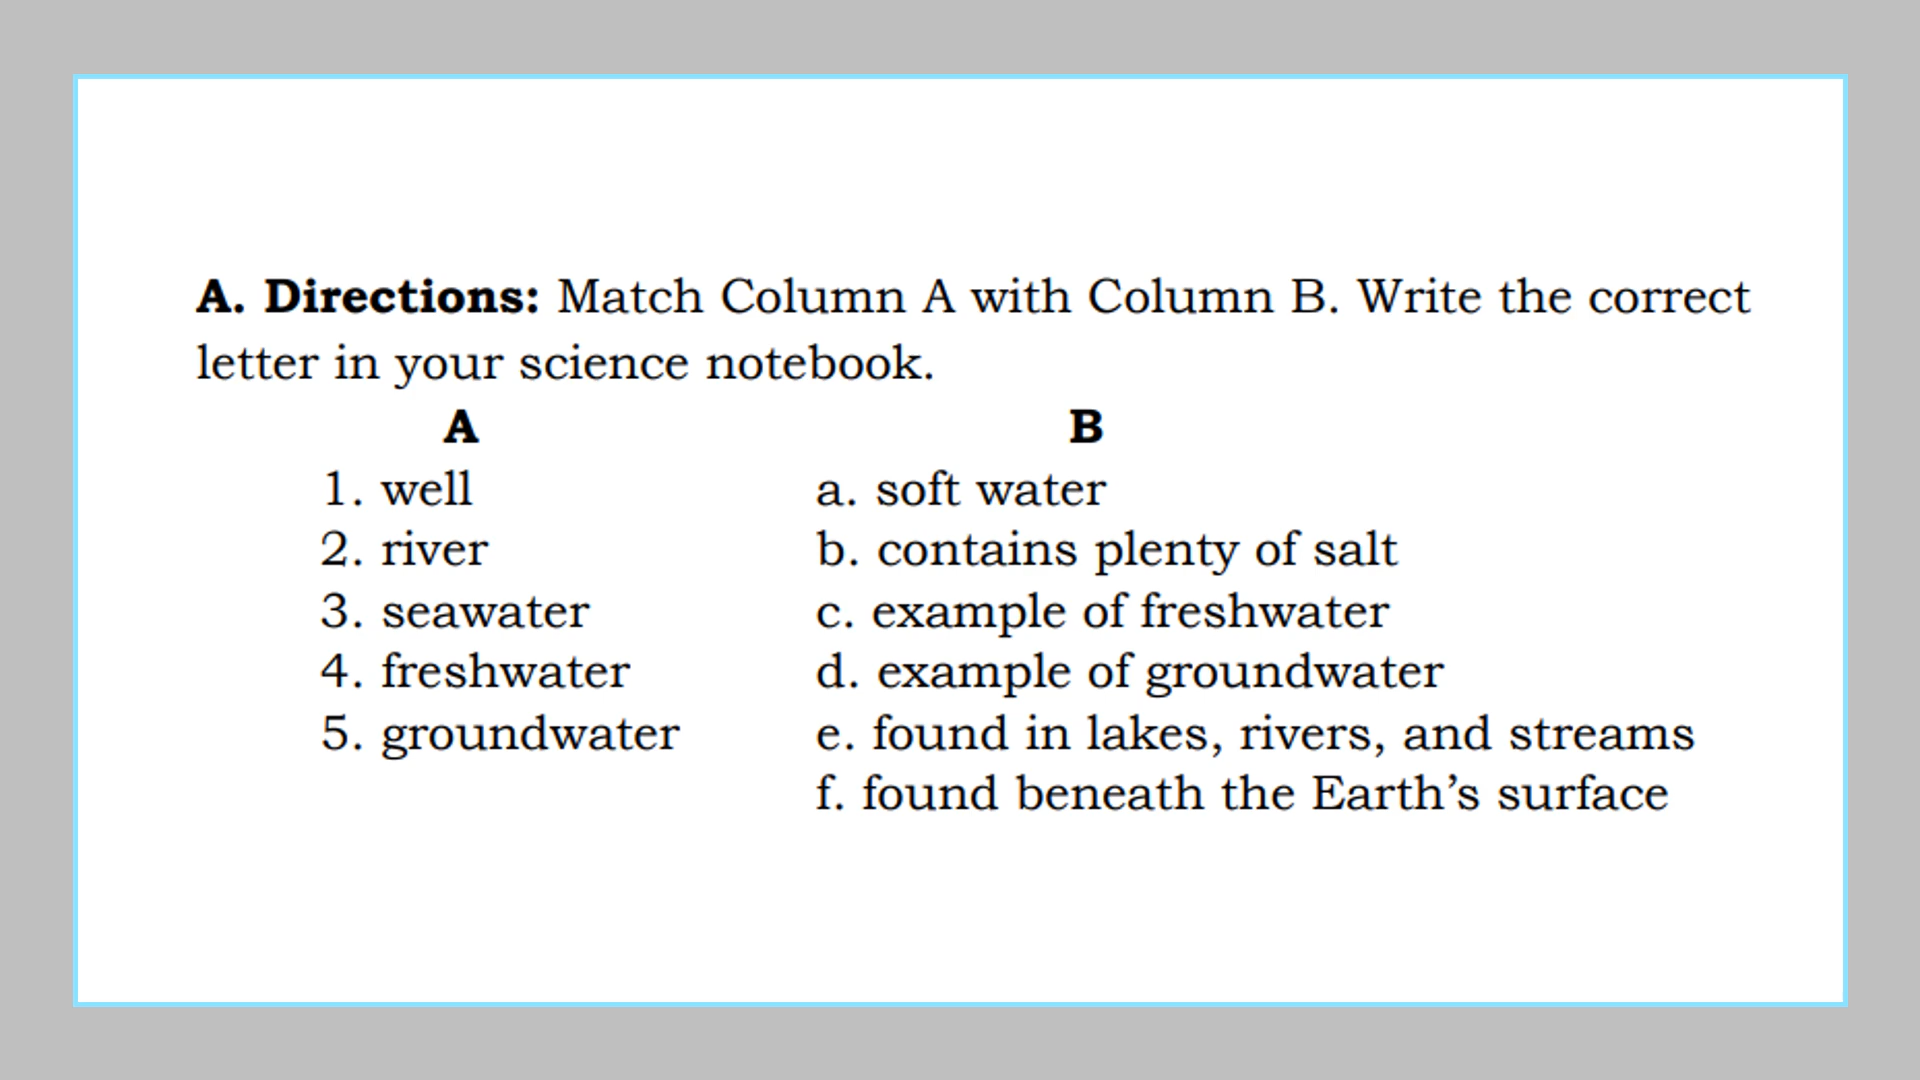 A. Directions: Match Column A with Column B. Write the correct
letter in your science notebook.
A B
1. well a. soft water
2. river b. contains plenty of salt
3. seawater c. example of freshwater
4. freshwater d. example of groundwater
5. groundwater e. found in lakes, rivers, and streams
f. found beneath the Earth’s surface